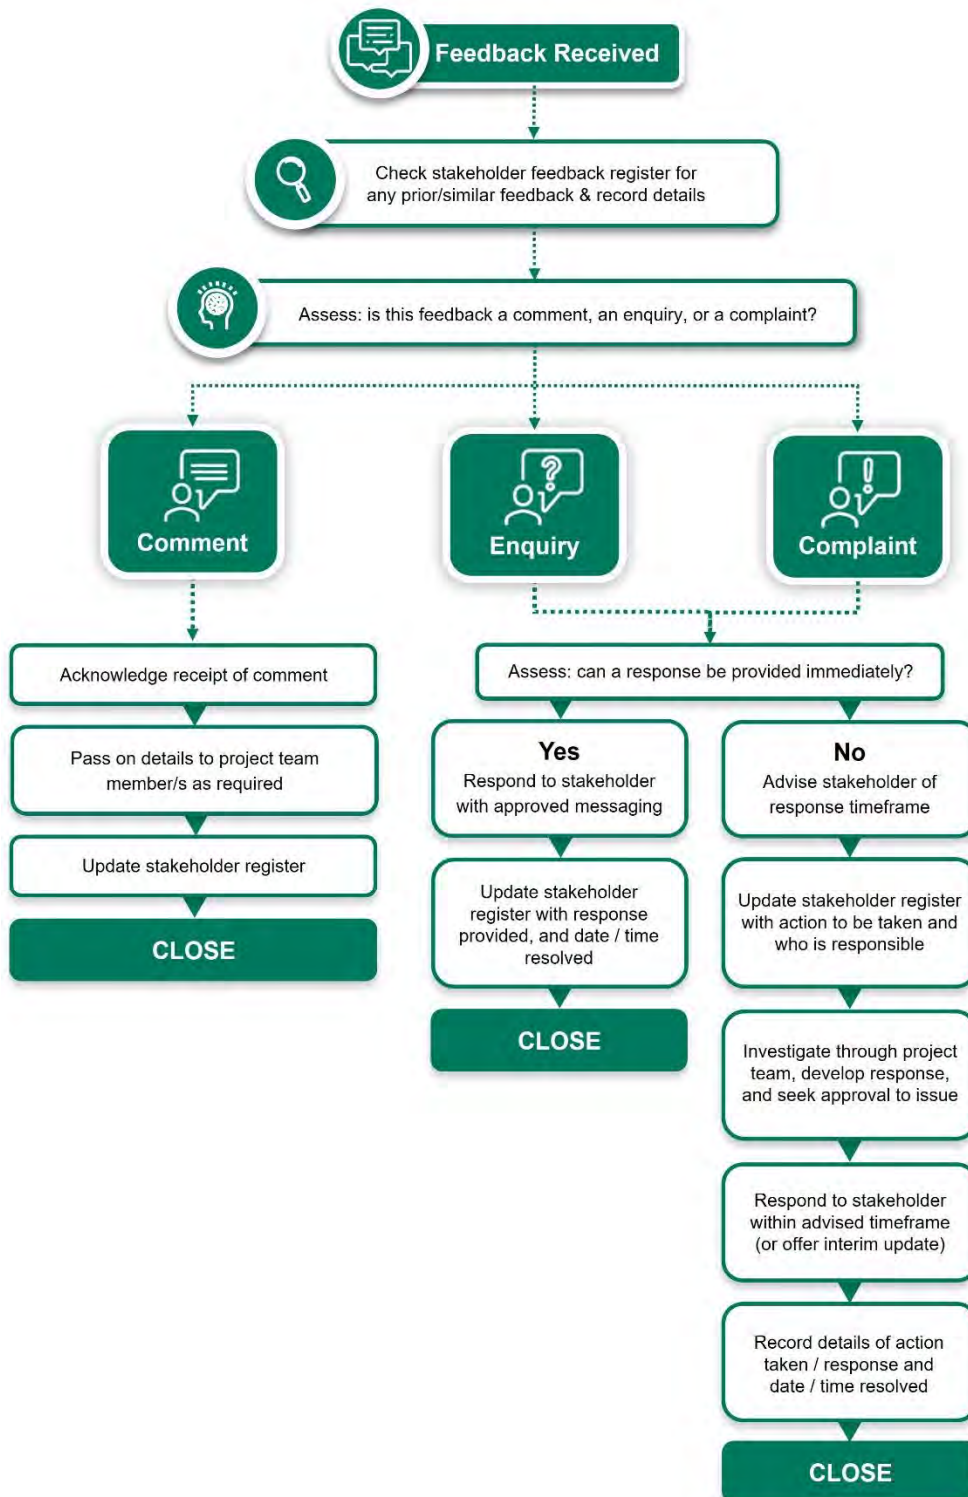 Feedback Received
Check stakeholder feedback register for
any prior/similar feedback & record details
Assess: is this feedback a comment, an enquiry, or a complaint?
Comment
Enquiry
Complaint
Acknowledge receipt of comment
Pass on details to project team
member/s as required
Update stakeholder register
CLOSE
Assess: can a response be provided immediately?
Yes
Respond to stakeholder
with approved messaging
Update stakeholder
register with response
provided, and date / time
resolved
CLOSE
No
Advise stakeholder of
response timeframe
Update stakeholder register
with action to be taken and
who is responsible
Investigate through project
team, develop response,
and seek approval to issue
Respond to stakeholder
within advised timeframe
(or offer interim update)
Record details of action
taken / response and
date / time resolved
CLOSE